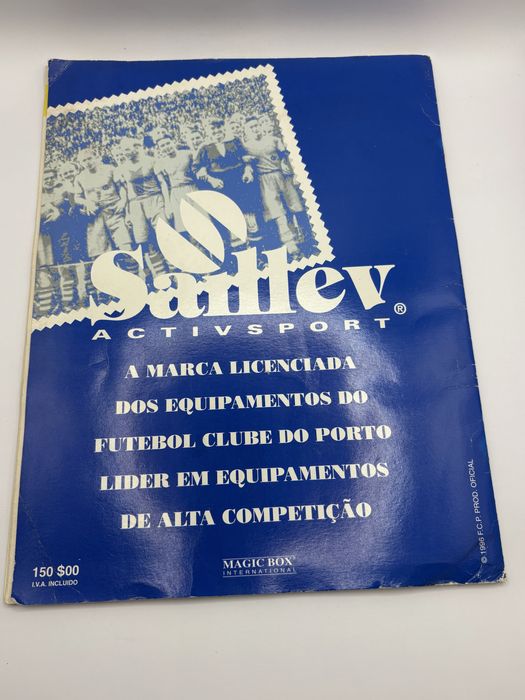 Sanlev®
ACTIVSPORT
A MARCA LICENCIADA
DOS EQUIPAMENTOS DO
FUTEBOL CLUBE DO PORTO
LIDER EM EQUIPAMENTOS
DE ALTA COMPETIÇÃO
© 1996 F.C.P. PROD. OFICIAL
150 $00
I.V.A. INCLUIDO
MAGIC BOX
INTERNATIONAL